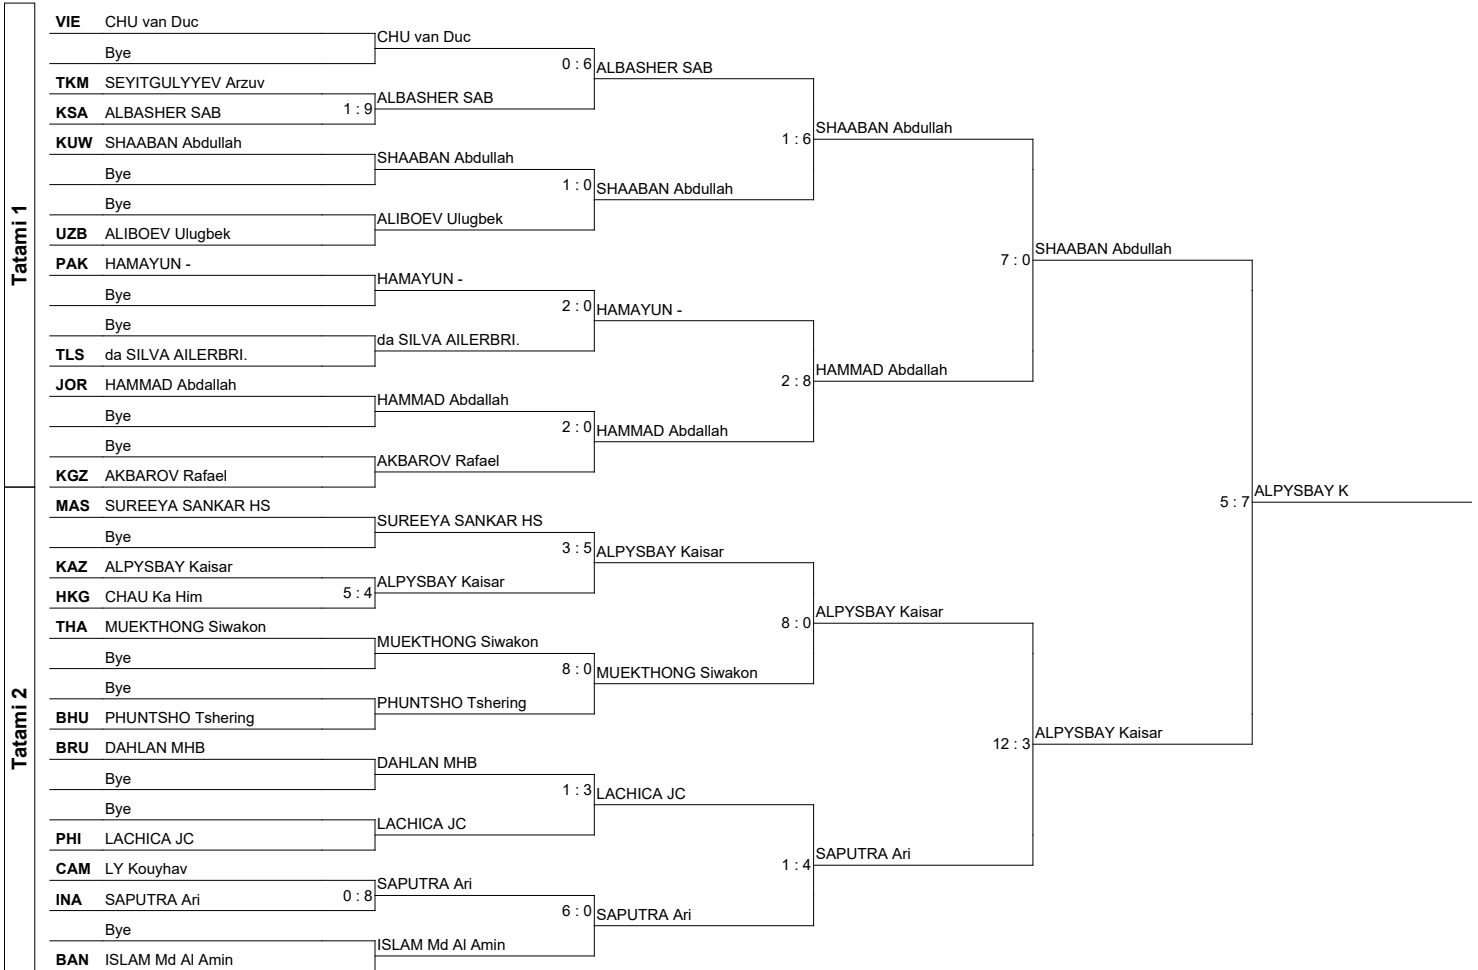 Tatami 1
VIE CHU van Duc
Bye
TKM SEYITGULYYEV Arzuv
KSA ALBASHER SAB
1 : 9
KUW SHAABAN Abdullah
Bye
Bye
UZB ALIBOEV Ulugbek
PAK HAMAYUN -
Bye
Bye
TLS da SILVA AILERBRI.
JOR HAMMAD Abdallah
Bye
Bye
KGZ AKBAROV Rafael
Tatami 2
MAS SUREEYA SANKAR HS
Bye
KAZ ALPYSBAY Kaisar
HKG CHAU Ka Him
5 : 4
THA MUEKTHONG Siwakon
Bye
Bye
BHU PHUNTSHO Tshering
BRU DAHLAN MHB
Bye
Bye
PHI LACHICA JC
CAM LY Kouyhav
INA SAPUTRA Ari
0 : 8
Bye
BAN ISLAM Md Al Amin
CHU van Duc
0 : 6
ALBASHER SAB
SHAABAN Abdullah
1 : 0
ALIBOEV Ulugbek
HAMAYUN -
2 : 0
da SILVA AILERBRI.
HAMMAD Abdallah
2 : 0
AKBAROV Rafael
SUREEYA SANKAR HS
3 : 5
ALPYSBAY Kaisar
MUEKTHONG Siwakon
8 : 0
PHUNTSHO Tshering
DAHLAN MHB
1 : 3
LACHICA JC
SAPUTRA Ari
6 : 0
ISLAM Md Al Amin
ALBASHER SAB
1 : 6
SHAABAN Abdullah
HAMAYUN -
2 : 8
HAMMAD Abdallah
ALPYSBAY Kaisar
8 : 0
MUEKTHONG Siwakon
LACHICA JC
1 : 4
SAPUTRA Ari
SHAABAN Abdullah
7 : 0
HAMMAD Abdallah
ALPYSBAY Kaisar
12 : 3
SAPUTRA Ari
SHAABAN Abdullah
5 : 7
ALPYSBAY Kaisar
ALPYSBAY K